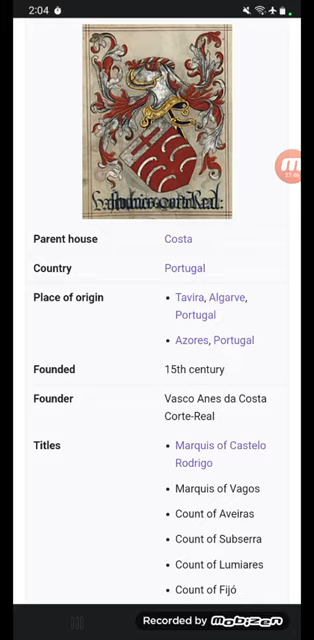 2:04
Corte Real:
Parent house
Costa
Country
Portugal
Place of origin
• Tavira, Algarve,
Portugal
• Azores, Portugal
Founded
15th century
Founder
Vasco Anes da Costa
Corte-Real
Titles
• Marquis of Castelo
Rodrigo
• Marquis of Vagos
• Count of Aveiras
• Count of Subserra
• Count of Lumiares
• Count of Fijó
Recorded by mobizen